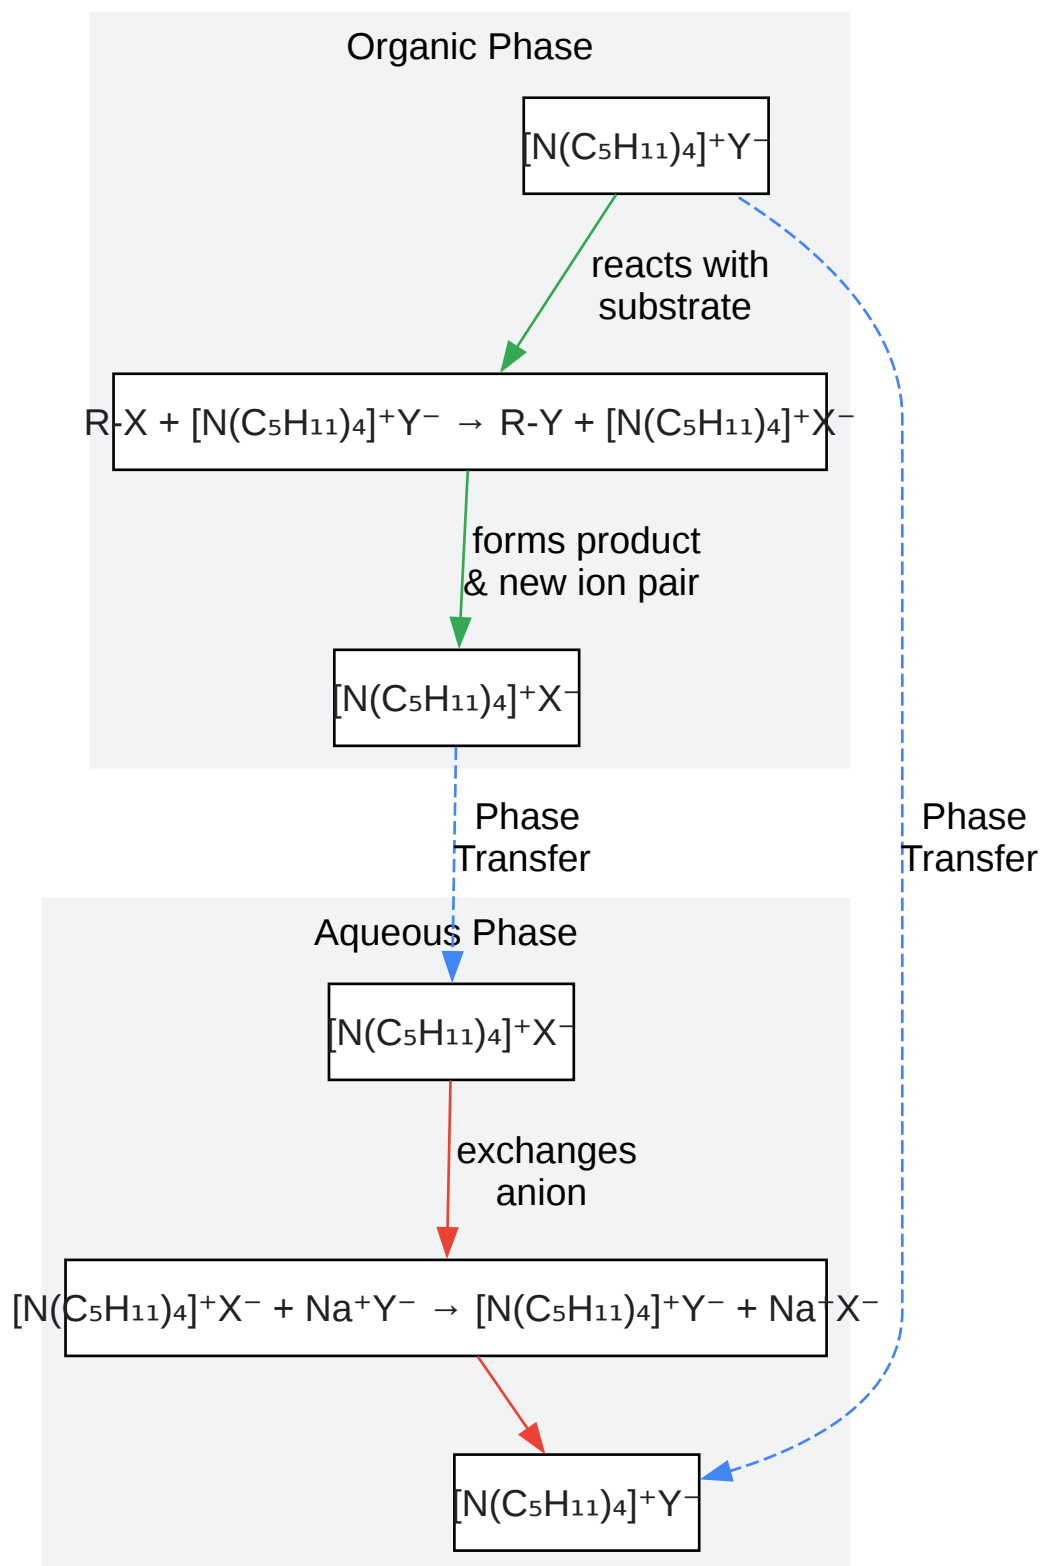 Organic Phase
[N(C₅H₁₁)₄]⁺Y⁻
reacts with
substrate
R-X + [N(C₅H₁₁)₄]⁺Y⁻ → R-Y + [N(C₅H₁₁)₄]⁺X⁻
forms product
& new ion pair
[N(C₅H₁₁)₄]⁺X⁻
Phase
Transfer
Phase
Transfer
Aqueous Phase
[N(C₅H₁₁)₄]⁺X⁻
exchanges
anion
[N(C₅H₁₁)₄]⁺X⁻ + Na⁺Y⁻ → [N(C₅H₁₁)₄]⁺Y⁻ + Na⁺X⁻
[N(C₅H₁₁)₄]⁺Y⁻